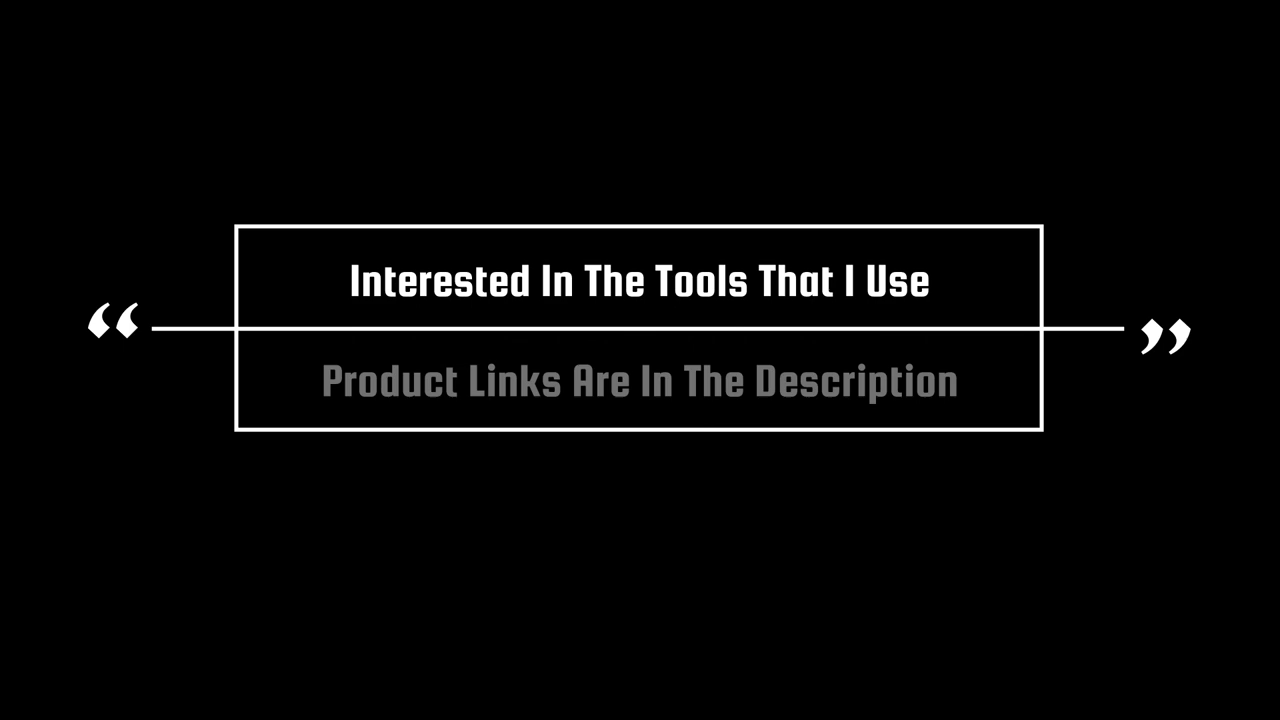 Interested In The Tools That I Use
“ ”
Product Links Are In The Description